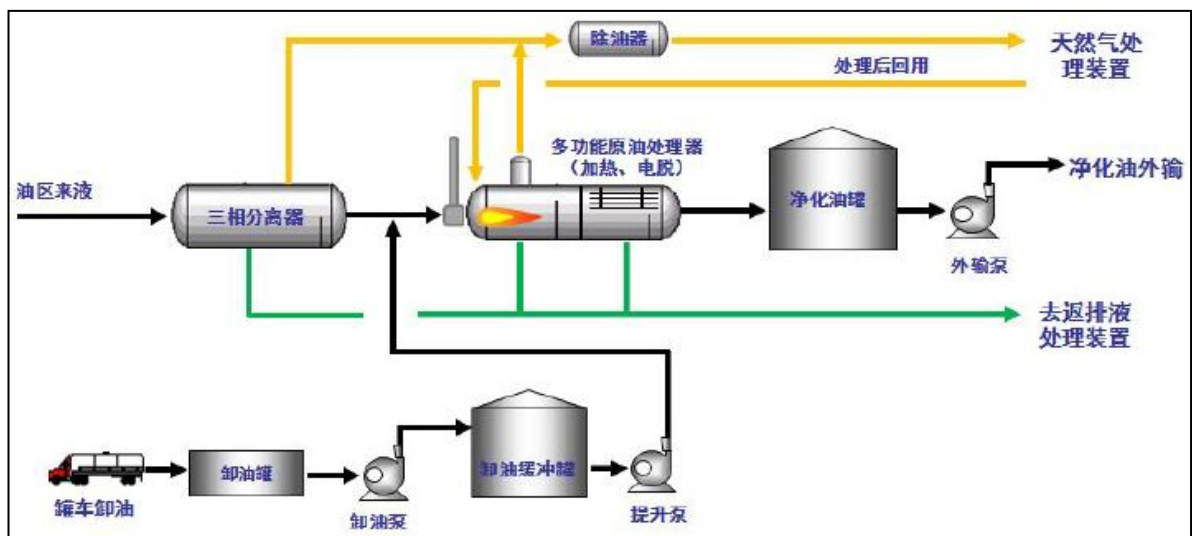 除油器
天然气处
理装置
处理后回用
多功能原油处理器
（加热、电脱）
油区来液
三相分离器
净化油罐
净化油外输
外输泵
去返排液
处理装置
卸油罐
卸油缓冲罐
罐车卸油
卸油泵
提升泵